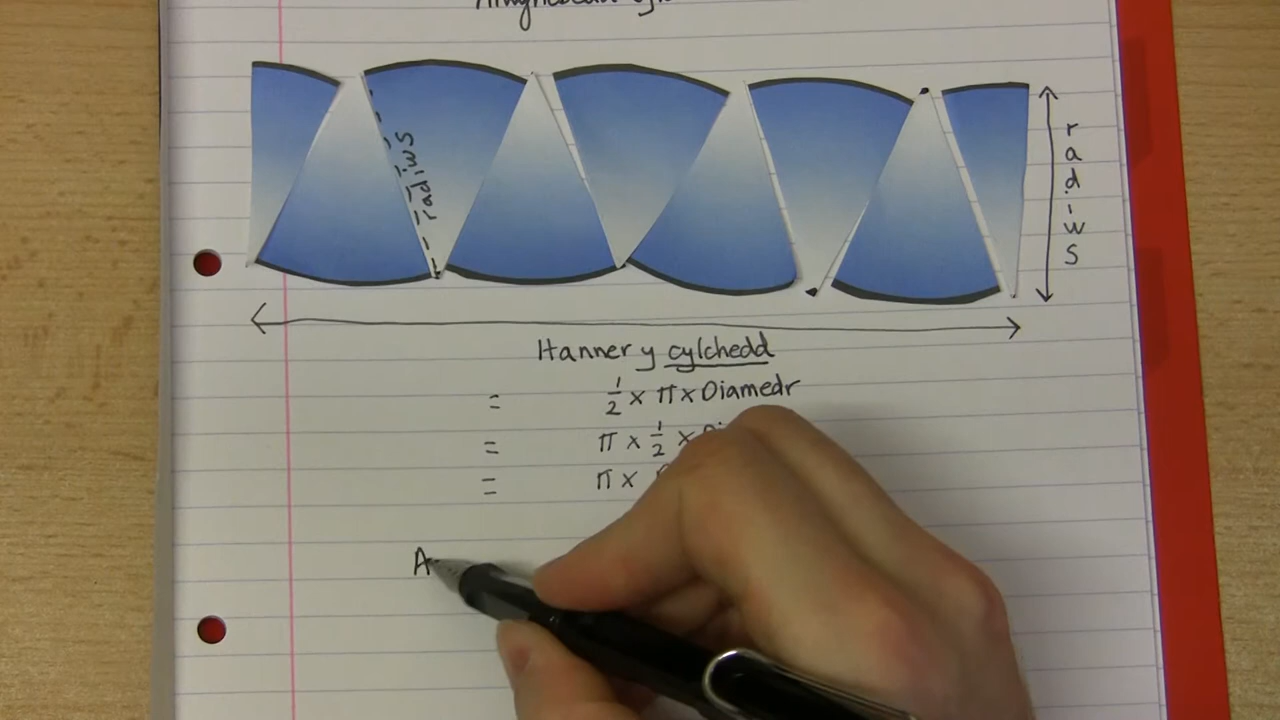 radiws
radiws
Hanner y cylchedd
= 1/2 × π × Diamedr
= π × 1/2 ×
= π ×
A